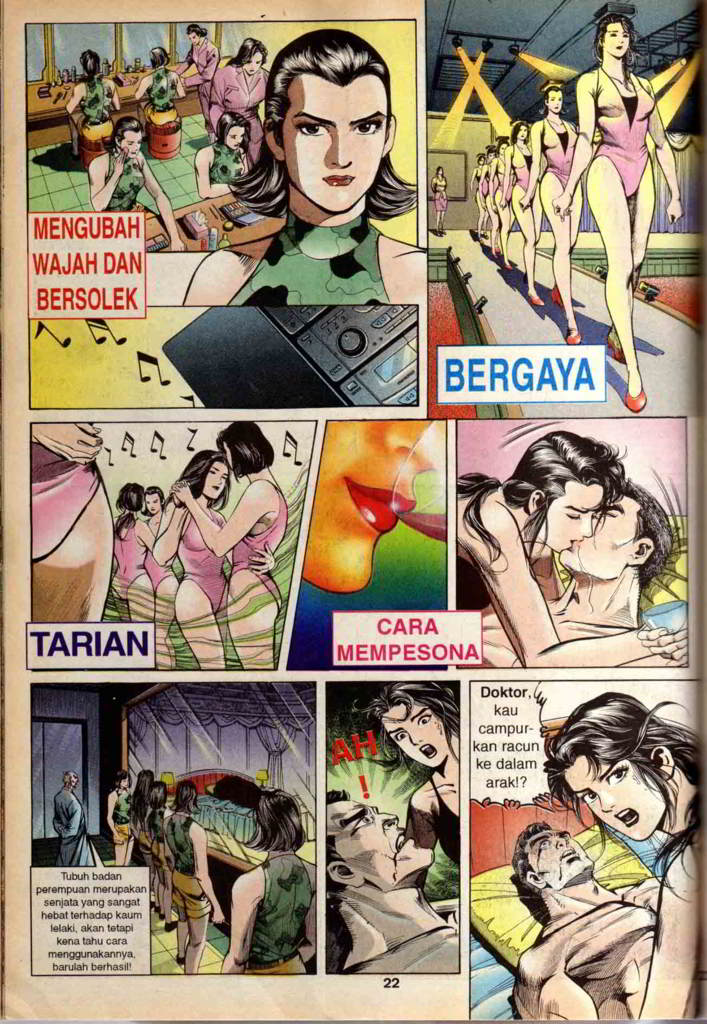 MENGUBAH
WAJAH DAN
BERSOLEK
BERGAYA
TARIAN
CARA
MEMPESONA
Tubuh badan
perempuan merupakan
senjata yang sangat
hebat terhadap kaum
lelaki, akan tetapi
kena tahu cara
menggunakannya,
barulah berhasil!
AH
!
Doktor,
kau
campur-
kan racun
ke dalam
arak!?
22